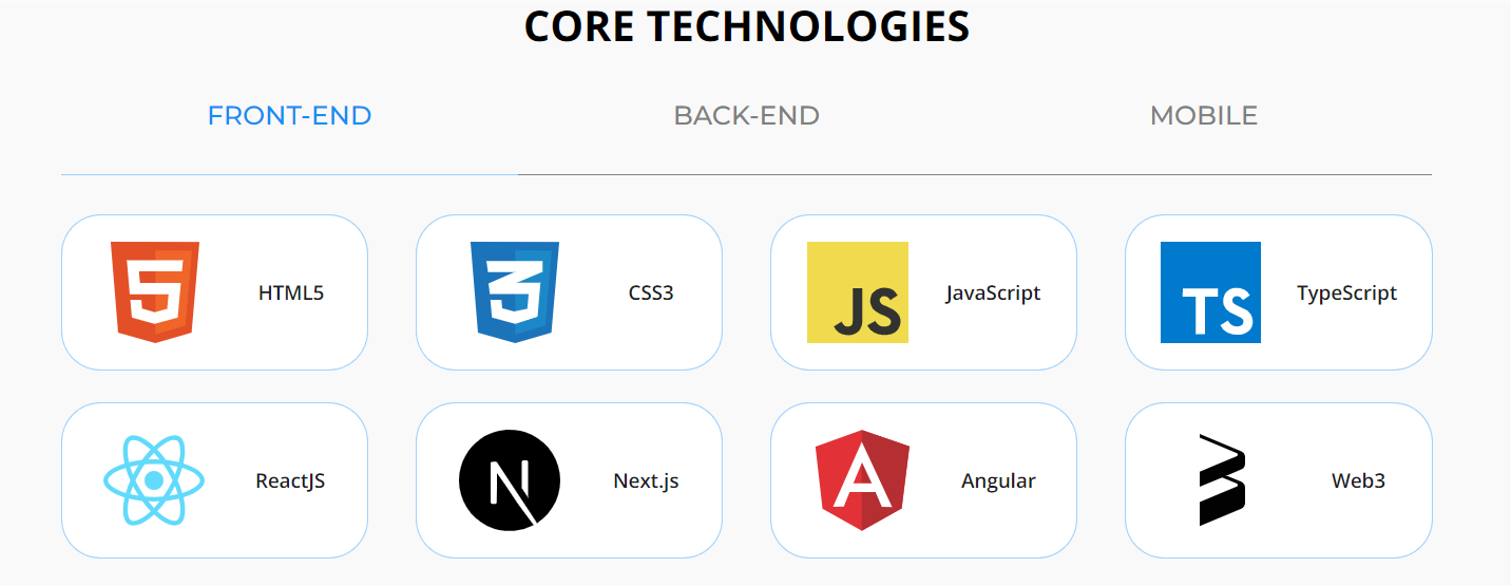 CORE TECHNOLOGIES
FRONT-END BACK-END MOBILE
5 HTML5 3 CSS3 JS JavaScript TS TypeScript
ReactJS N Next.js A Angular Web3